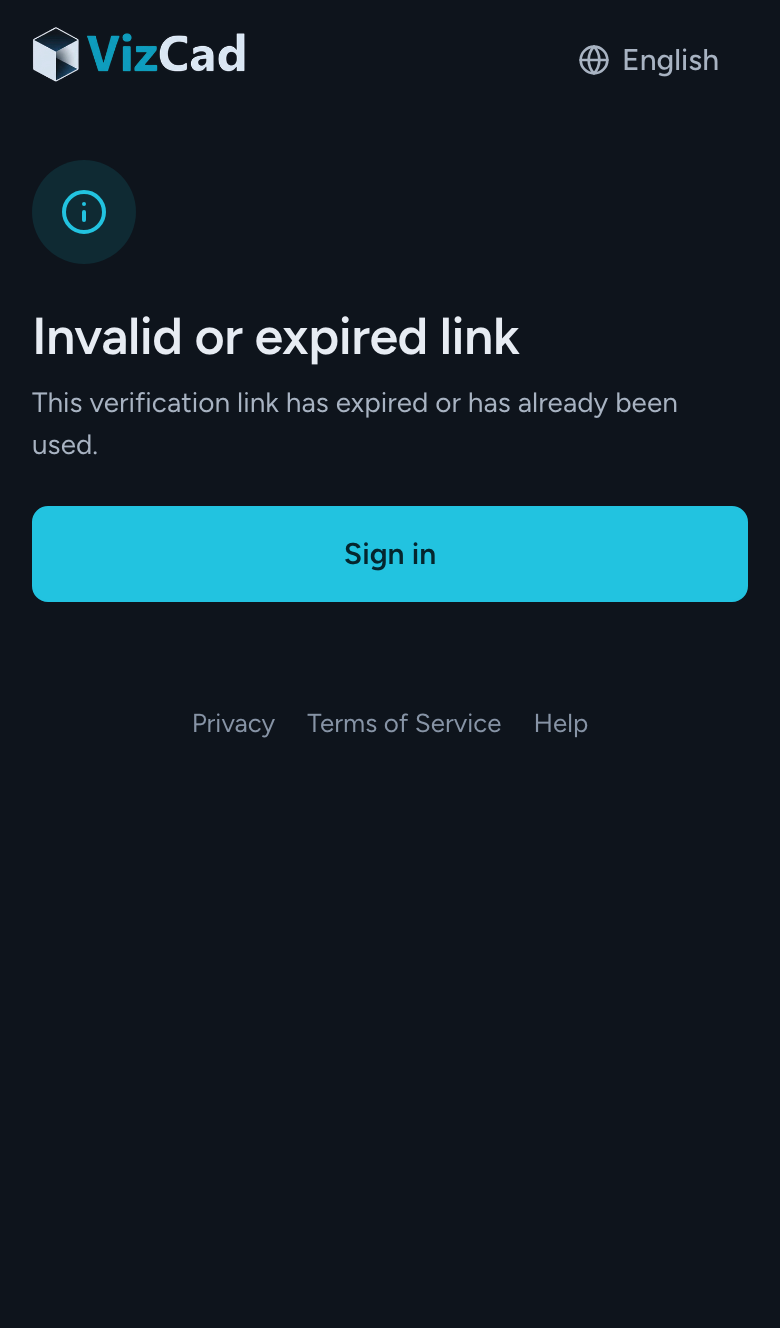 VizCad
English
Invalid or expired link
This verification link has expired or has already been
used.
Sign in
Privacy Terms of Service Help